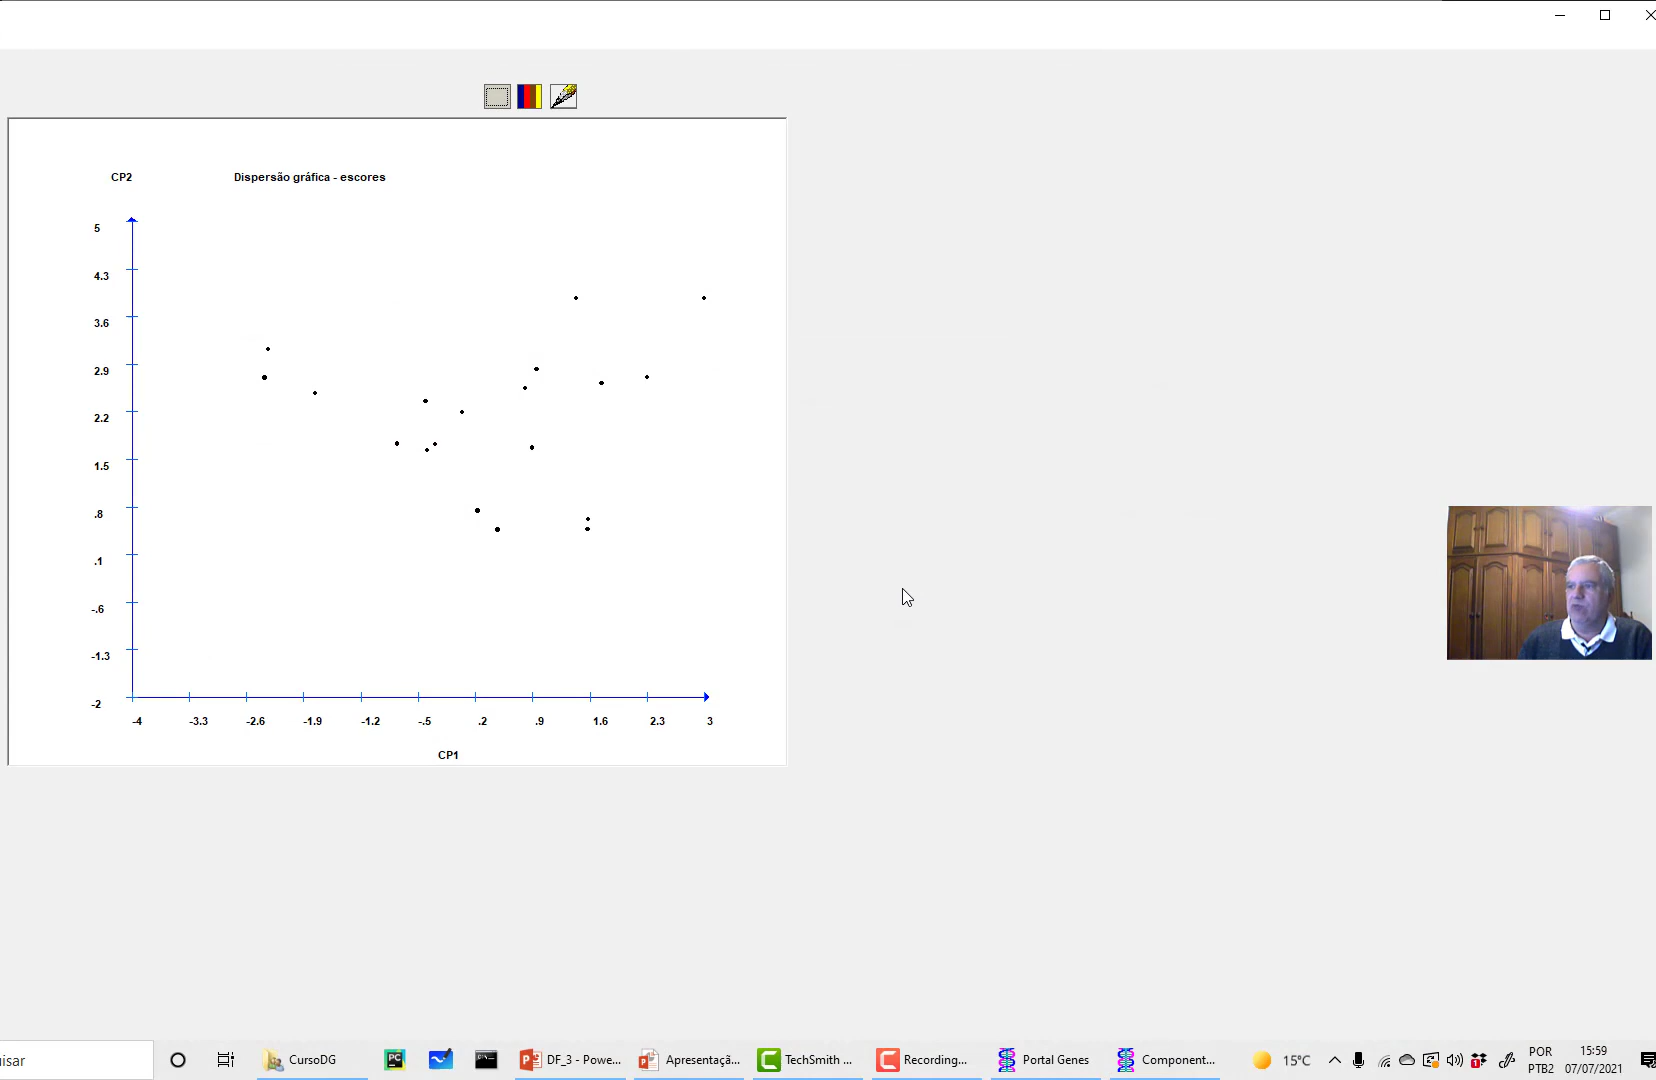 CP2
Dispersão gráfica - escores
5
4.3
3.6
2.9
2.2
1.5
.8
.1
-.6
-1.3
-2
-4 -3.3 -2.6 -1.9 -1.2 -.5 .2 .9 1.6 2.3 3
CP1
isar CursoDG PC DF_3 - Powe... Apresentaçã... TechSmith ... Recording... Portal Genes Component... 15°C POR 15:59
PTB2 07/07/2021